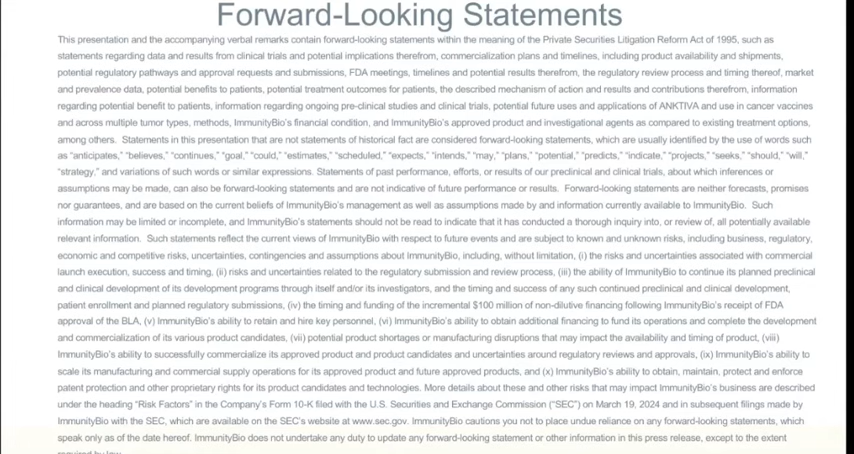 Forward-Looking Statements
This presentation and the accompanying verbal remarks contain forward-looking statements within the meaning of the Private Securities Litigation Reform Act of 1995, such as
statements regarding data and results from clinical trials and potential implications therefrom, commercialization plans and timelines, including product availability and shipments,
potential regulatory pathways and approval requests and submissions, FDA meetings, timelines and potential results therefrom, the regulatory review process and timing thereof, market
and prevalence data, potential benefits to patients, potential treatment outcomes for patients, the described mechanism of action and results and contributions therefrom, information
regarding potential benefit to patients, information regarding ongoing pre-clinical studies and clinical trials, potential future uses and applications of ANKTIVA and use in cancer vaccines
and across multiple tumor types, methods, ImmunityBio's financial condition, and ImmunityBio's approved product and investigational agents as compared to existing treatment options,
among others. Statements in this presentation that are not statements of historical fact are considered forward-looking statements, which are usually identified by the use of words such
as "anticipates," "believes," "continues," "goal," "could," "estimates," "scheduled," "expects," "intends," "may," "plans," "potential," "predicts," "indicate," "projects," "seeks," "should," "will,"
"strategy," and variations of such words or similar expressions. Statements of past performance, efforts, or results of our preclinical and clinical trials, about which inferences or
assumptions may be made, can also be forward-looking statements and are not indicative of future performance or results. Forward-looking statements are neither forecasts, promises
nor guarantees, and are based on the current beliefs of ImmunityBio's management as well as assumptions made by and information currently available to ImmunityBio. Such
information may be limited or incomplete, and ImmunityBio's statements should not be read to indicate that it has conducted a thorough inquiry into, or review of, all potentially available
relevant information. Such statements reflect the current views of ImmunityBio with respect to future events and are subject to known and unknown risks, including business, regulatory,
economic and competitive risks, uncertainties, contingencies and assumptions about ImmunityBio, including, without limitation, (i) the risks and uncertainties associated with commercial
launch execution, success and timing, (ii) risks and uncertainties related to the regulatory submission and review process, (iii) the ability of ImmunityBio to continue its planned preclinical
and clinical development of its development programs through itself and/or its investigators, and the timing and success of any such continued preclinical and clinical development,
patient enrollment and planned regulatory submissions, (iv) the timing and funding of the incremental $100 million of non-dilutive financing following ImmunityBio's receipt of FDA
approval of the BLA, (v) ImmunityBio's ability to retain and hire key personnel, (vi) ImmunityBio's ability to obtain additional financing to fund its operations and complete the development
and commercialization of its various product candidates, (vii) potential product shortages or manufacturing disruptions that may impact the availability and timing of product, (viii)
ImmunityBio's ability to successfully commercialize its approved product and product candidates and uncertainties around regulatory reviews and approvals, (ix) ImmunityBio's ability to
scale its manufacturing and commercial supply operations for its approved product and future approved products, and (x) ImmunityBio's ability to obtain, maintain, protect and enforce
patent protection and other proprietary rights for its product candidates and technologies. More details about these and other risks that may impact ImmunityBio's business are described
under the heading "Risk Factors" in the Company's Form 10-K filed with the U.S. Securities and Exchange Commission ("SEC") on March 19, 2024 and in subsequent filings made by
ImmunityBio with the SEC, which are available on the SEC's website at www.sec.gov. ImmunityBio cautions you not to place undue reliance on any forward-looking statements, which
speak only as of the date hereof. ImmunityBio does not undertake any duty to update any forward-looking statement or other information in this press release, except to the extent
required by law